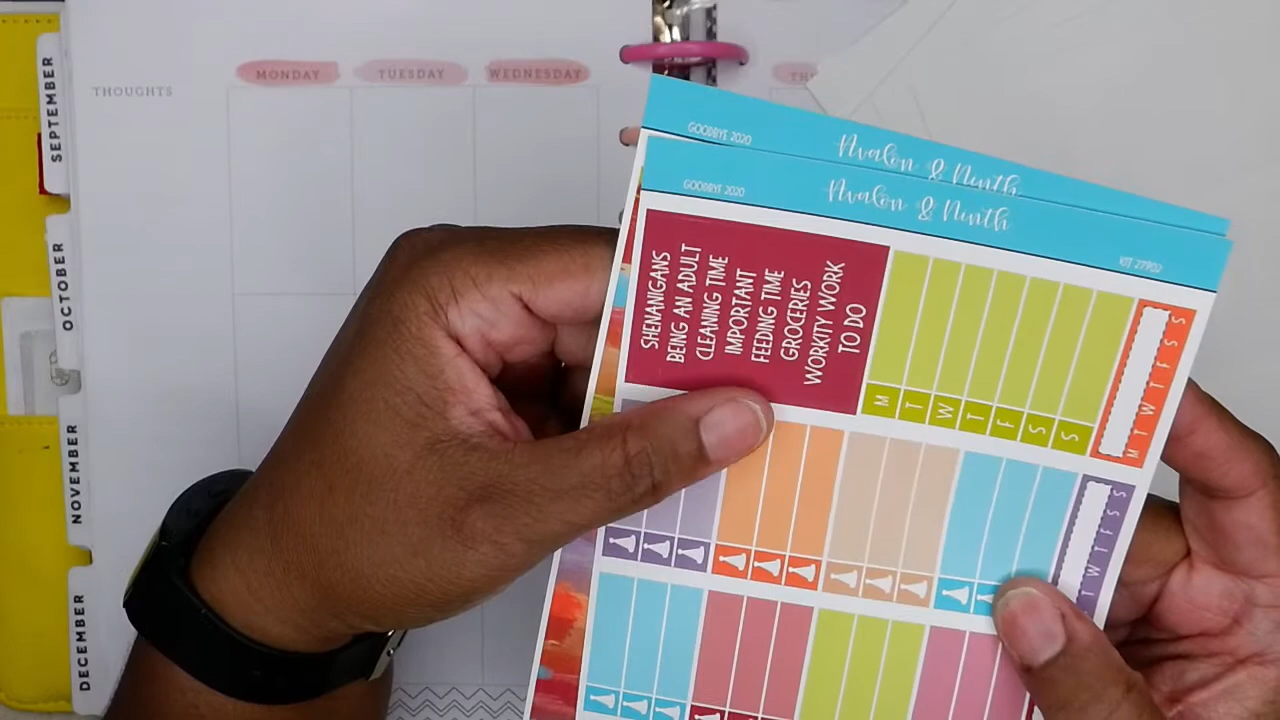 SEPTEMBER
OCTOBER
NOVEMBER
DECEMBER
THOUGHTS
MONDAY
TUESDAY
WEDNESDAY
GOODBYE 2020
Avalon & Ninth
GOODBYE 2020
Avalon & Ninth
KIT 27902
SHENANIGANS
BEING AN ADULT
CLEANING TIME
IMPORTANT
FEEDING TIME
GROCERIES
WORKITY WORK
TO DO
M T W T F S S
M T W T F S S
T W T F S S